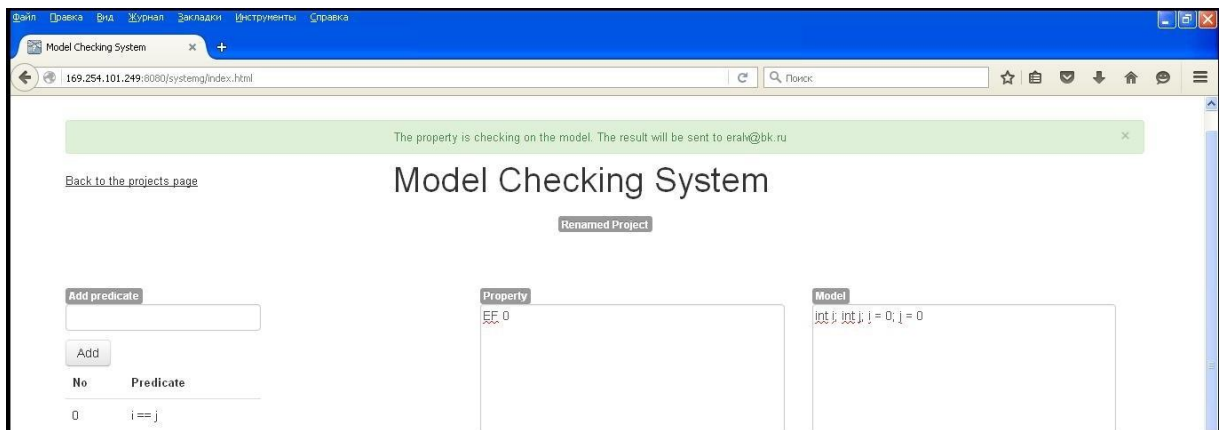 Файл Правка Вид Журнал Закладки Инструменты Справка
Model Checking System
169.254.101.249:8080/systemg/index.html
Поиск
The property is checking on the model. The result will be sent to eralv@bk.ru
Back to the projects page
Model Checking System
Renamed Project
Add predicate
Property
Model
EF 0
int i; int j; i = 0; j = 0
Add
No Predicate
0 i == j